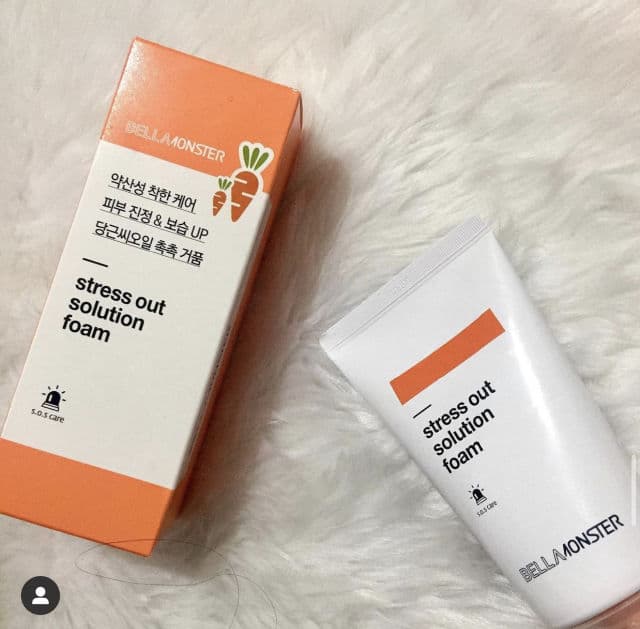 BELLAMONSTER
약산성 착한 케어
피부 진정 & 보습 UP
당근씨오일 촉촉 거품
stress out
solution
foam
s.o.s care
stress out
solution
foam
s.o.s care
BELLAMONSTER